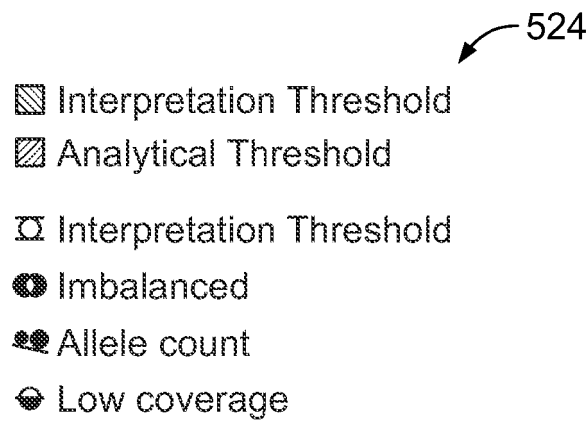 524
Interpretation Threshold
Analytical Threshold
Interpretation Threshold
Imbalanced
Allele count
Low coverage